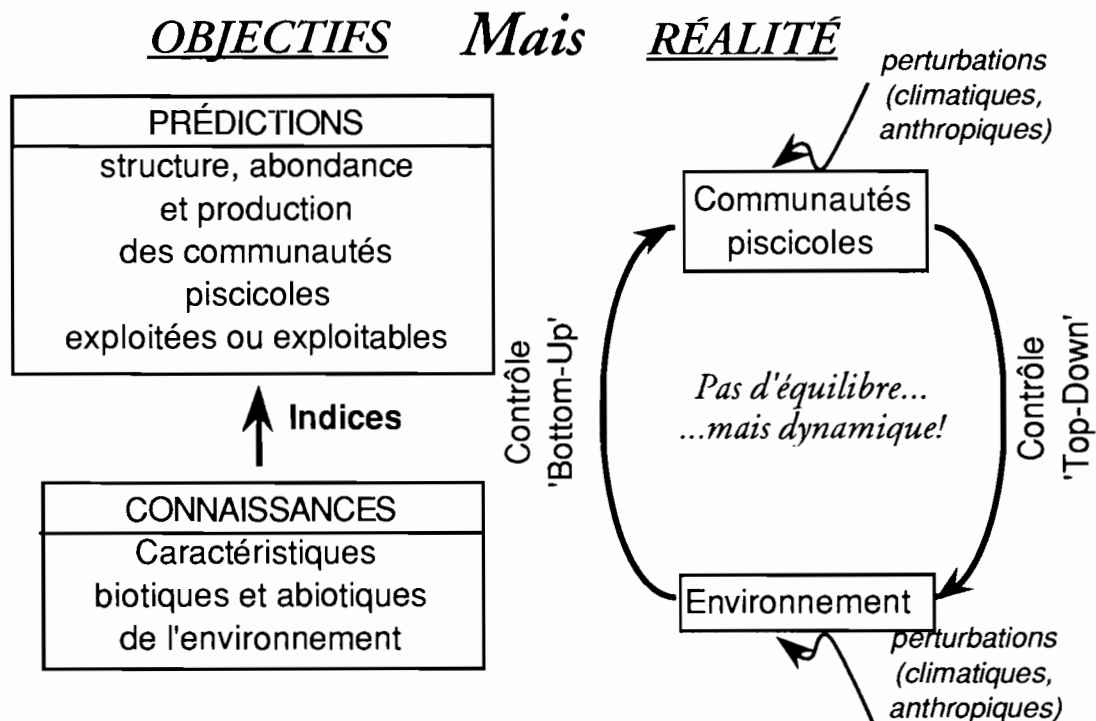 OBJECTIFS Mais RÉALITÉ
PRÉDICTIONS
structure, abondance
et production
des communautés
piscicoles
exploitées ou exploitables
Indices
CONNAISSANCES
Caractéristiques
biotiques et abiotiques
de l'environnement
perturbations
(climatiques,
anthropiques)
Communautés
piscicoles
Contrôle
'Bottom-Up'
Pas d'équilibre...
...mais dynamique!
Contrôle
'Top-Down'
Environnement
perturbations
(climatiques,
anthropiques)